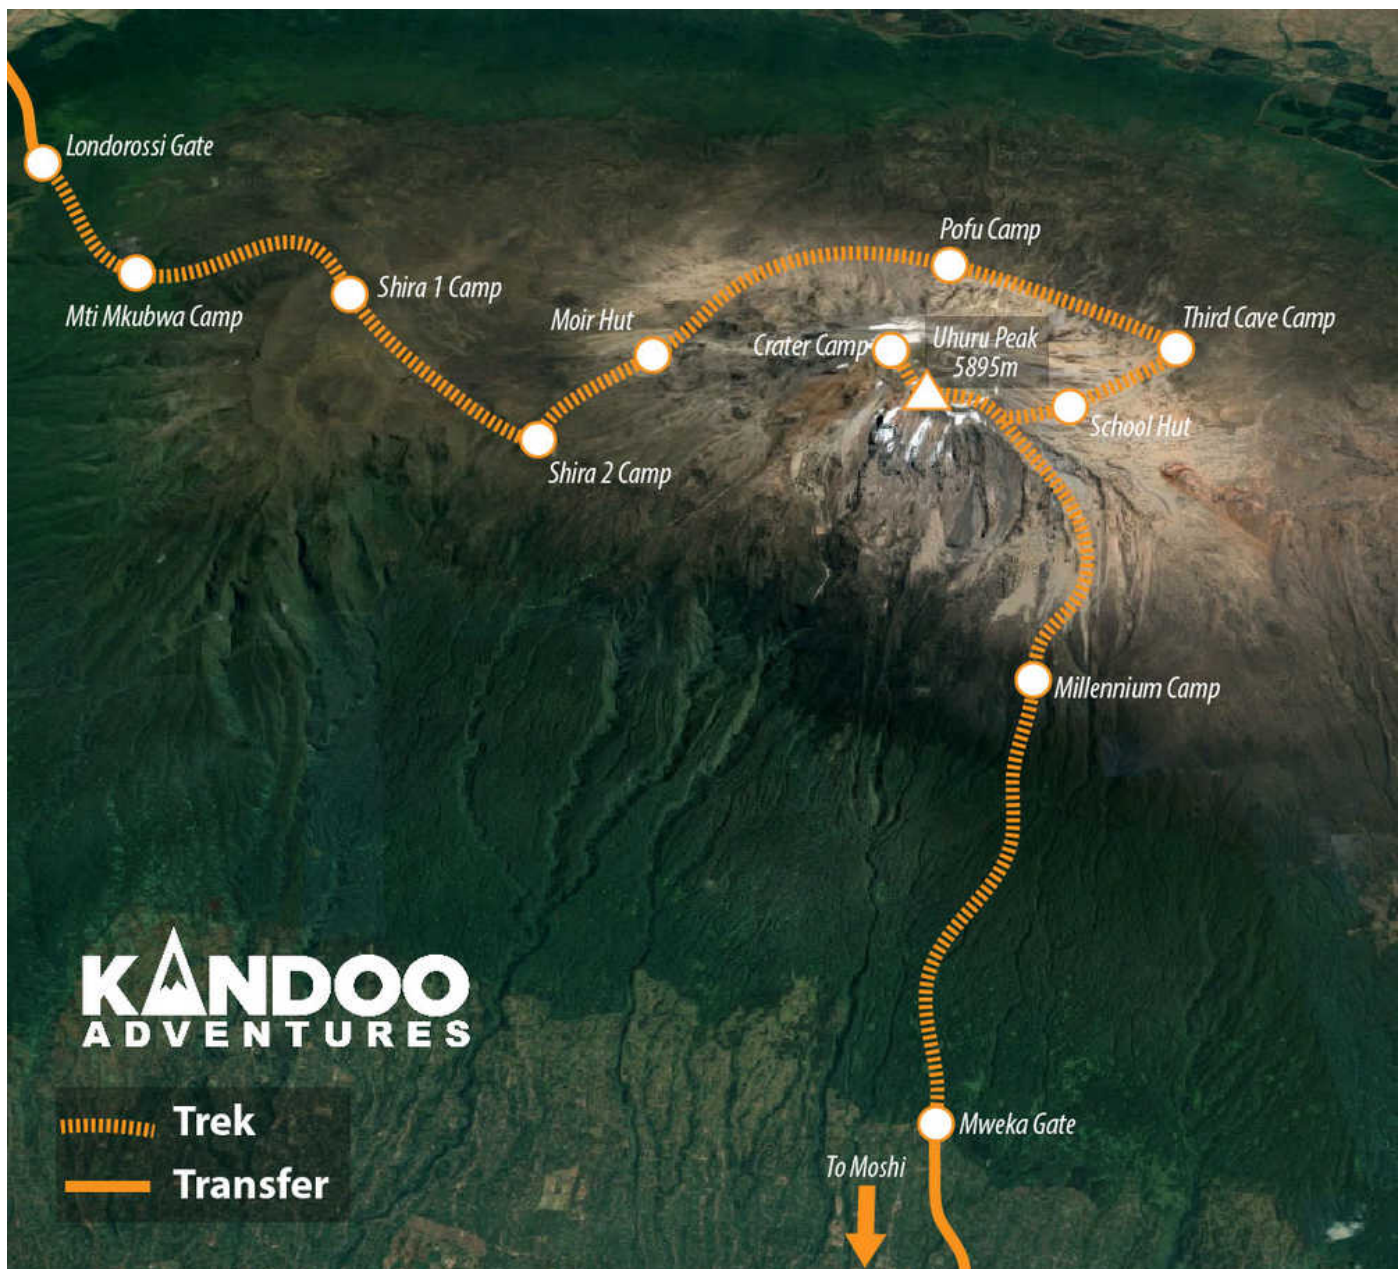 Londorossi Gate
Mti Mkubwa Camp
Shira 1 Camp
Shira 2 Camp
Moir Hut
Pofu Camp
Third Cave Camp
School Hut
Crater Camp
Uhuru Peak
5895m
Millennium Camp
Mweka Gate
To Moshi
KANDOO
ADVENTURES
Trek
Transfer